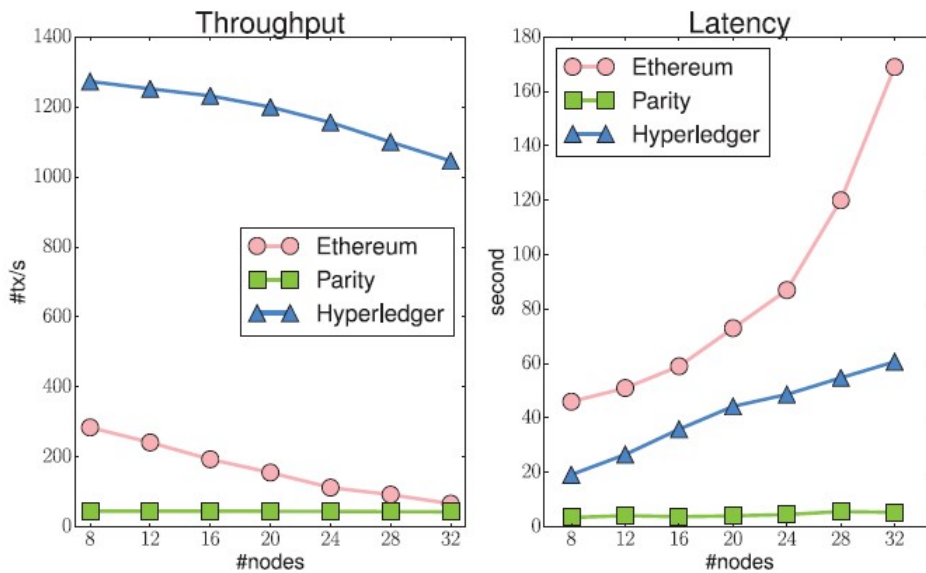 Throughput
1400
1200
1000
800
600
400
200
0
#tx/s
Ethereum
Parity
Hyperledger
8 12 16 20 24 28 32
#nodes
Latency
180
160
140
120
100
80
60
40
20
0
second
Ethereum
Parity
Hyperledger
8 12 16 20 24 28 32
#nodes